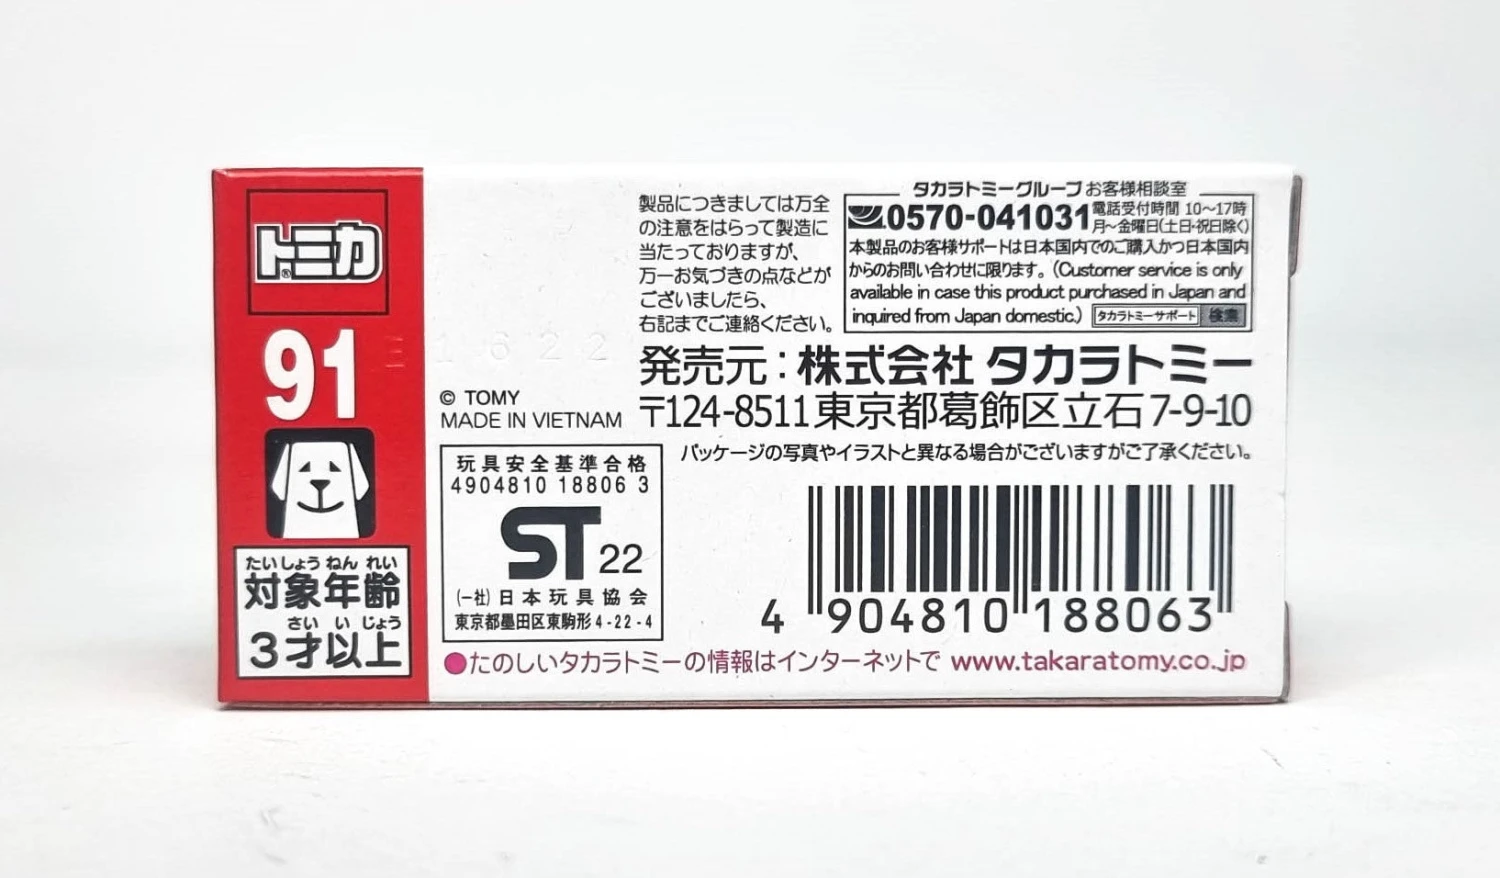 トミカ®
91
たいしょう ねん れい
対象年齢
さい い じょう
3才以上
1622
© TOMY
MADE IN VIETNAM
玩具安全基準合格
4904810 18806 3
ST 22
(一社)日本玩具協会
東京都墨田区東駒形4-22-4
製品につきましては万全
の注意をはらって製造に
当たっておりますが、
万一お気づきの点などが
ございましたら、
右記までご連絡ください。
タカラトミーグループお客様相談室
0570-041031 電話受付時間 10～17時
月～金曜日(土・日・祝日除く)
本製品のお客様サポートは日本国内でのご購入かつ日本国内
からのお問い合わせに限ります。(Customer service is only
available in case this product purchased in Japan and
inquired from Japan domestic.) タカラトミーサポート 検索
発売元：株式会社 タカラトミー
〒124-8511東京都葛飾区立石7-9-10
パッケージの写真やイラストと異なる場合がございますがご了承ください。
4 904810 188063
●たのしいタカラトミーの情報はインターネットで www.takaratomy.co.jp